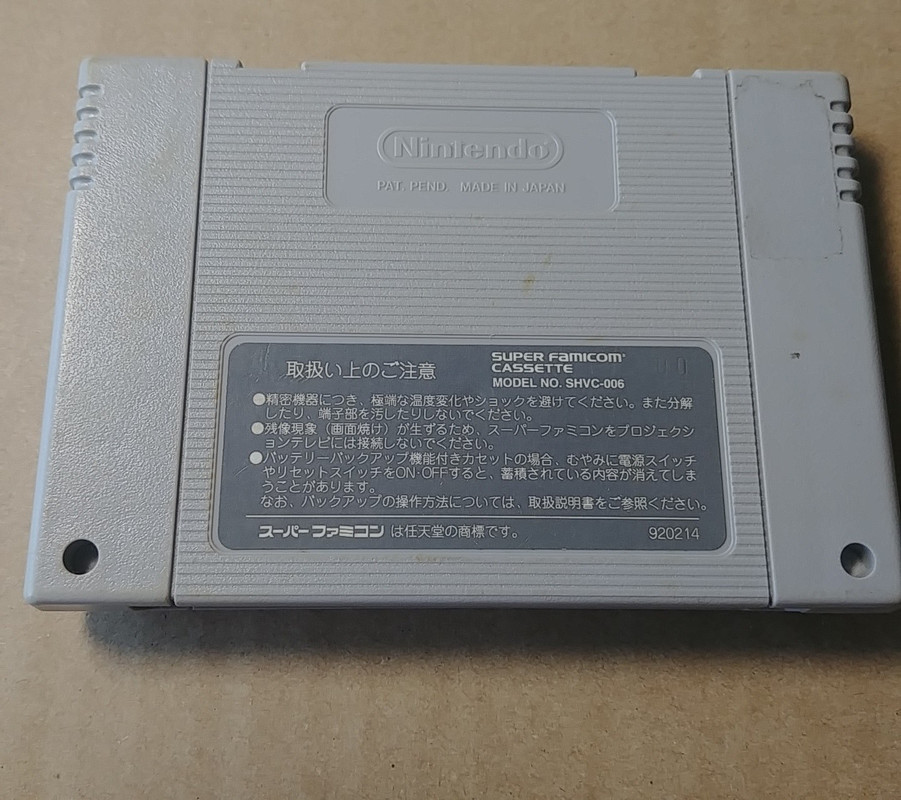 Nintendo
PAT. PEND. MADE IN JAPAN
取扱い上のご注意
SUPER FAMICOM
CASSETTE
MODEL NO. SHVC-006
●精密機器につき、極端な温度変化やショックを避けてください。また分解
したり、端子部を汚したりしないでください。
●残像現象（画面焼け）が生ずるため、スーパーファミコンをプロジェクシ
ョンテレビには接続しないでください。
●バッテリーバックアップ機能付きカセットの場合、むやみに電源スイッチ
やリセットスイッチをON・OFFすると、蓄積されている内容が消えてしま
うことがあります。
なお、バックアップの操作方法については、取扱説明書をご参照ください。
スーパーファミコン は任天堂の商標です。
920214